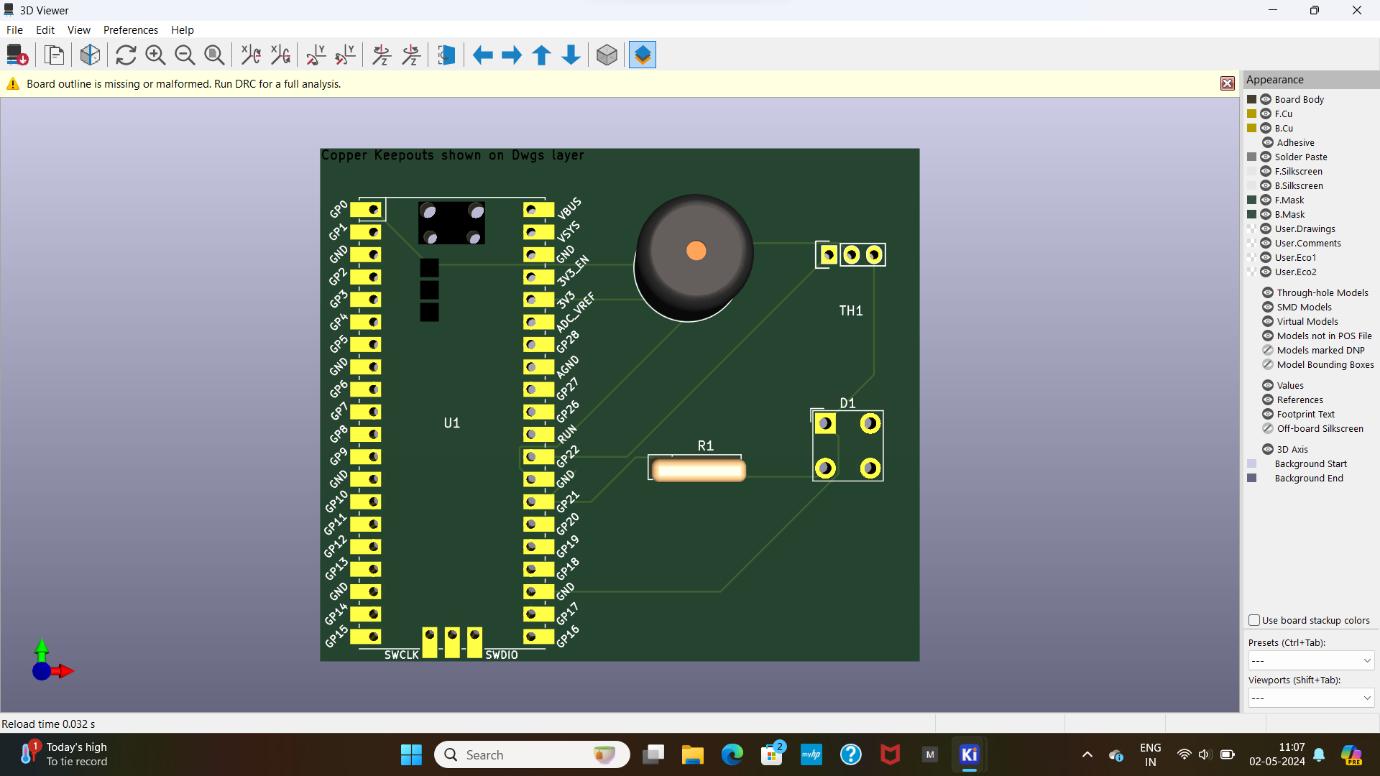 3D Viewer
File Edit View Preferences Help
Board outline is missing or malformed. Run DRC for a full analysis.
Copper Keepouts shown on Dwgs layer
GP0
GP1
GND
GP2
GP3
GP4
GP5
GND
GP6
GP7
GP8
GP9
GND
GP10
GP11
GP12
GP13
GND
GP14
GP15
U1
SWCLK
SWDIO
VBUS
VSYS
GND
3V3_EN
3V3
ADC_VREF
GP28
AGND
GP27
GP26
RUN
GP22
GND
GP21
GP20
GP19
GP18
GND
GP17
GP16
TH1
D1
R1
Appearance
Board Body
F.Cu
B.Cu
Adhesive
Solder Paste
F.Silkscreen
B.Silkscreen
F.Mask
B.Mask
User.Drawings
User.Comments
User.Eco1
User.Eco2
Through-hole Models
SMD Models
Virtual Models
Models not in POS File
Models marked DNP
Model Bounding Boxes
Values
References
Footprint Text
Off-board Silkscreen
3D Axis
Background Start
Background End
Use board stackup colors
Presets (Ctrl+Tab):
---
Viewports (Shift+Tab):
---
Reload time 0.032 s
1
Today's high
To tie record
Search
2
myhp
?
M
Ki
ENG
IN
11:07
02-05-2024
PRE